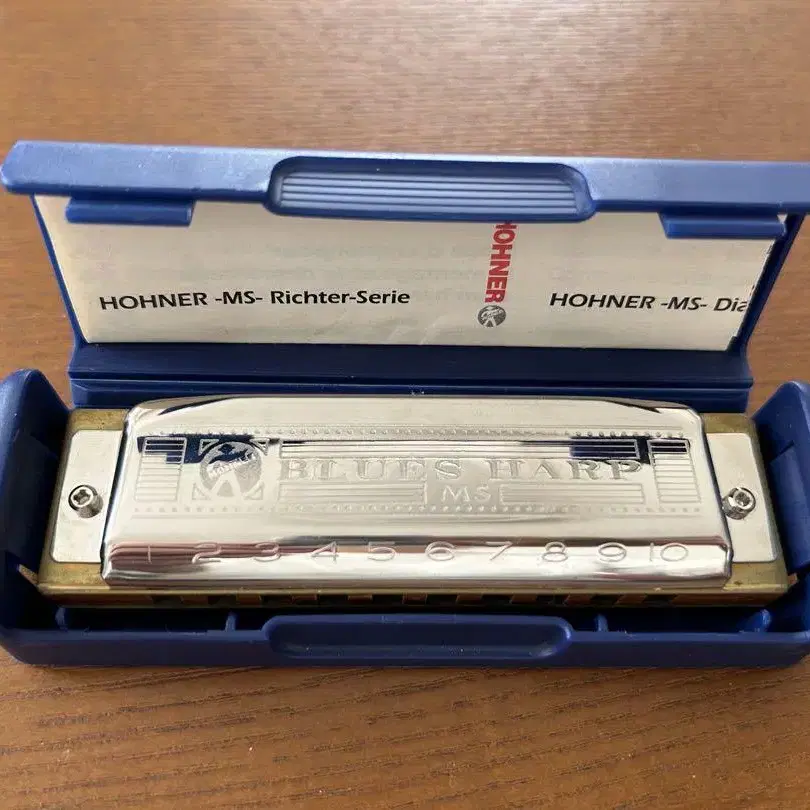 HOHNER -MS- Richter-Serie
HOHNER
HOHNER -MS- Dia
BLUES HARP
MS
1 2 3 4 5 6 7 8 9 10